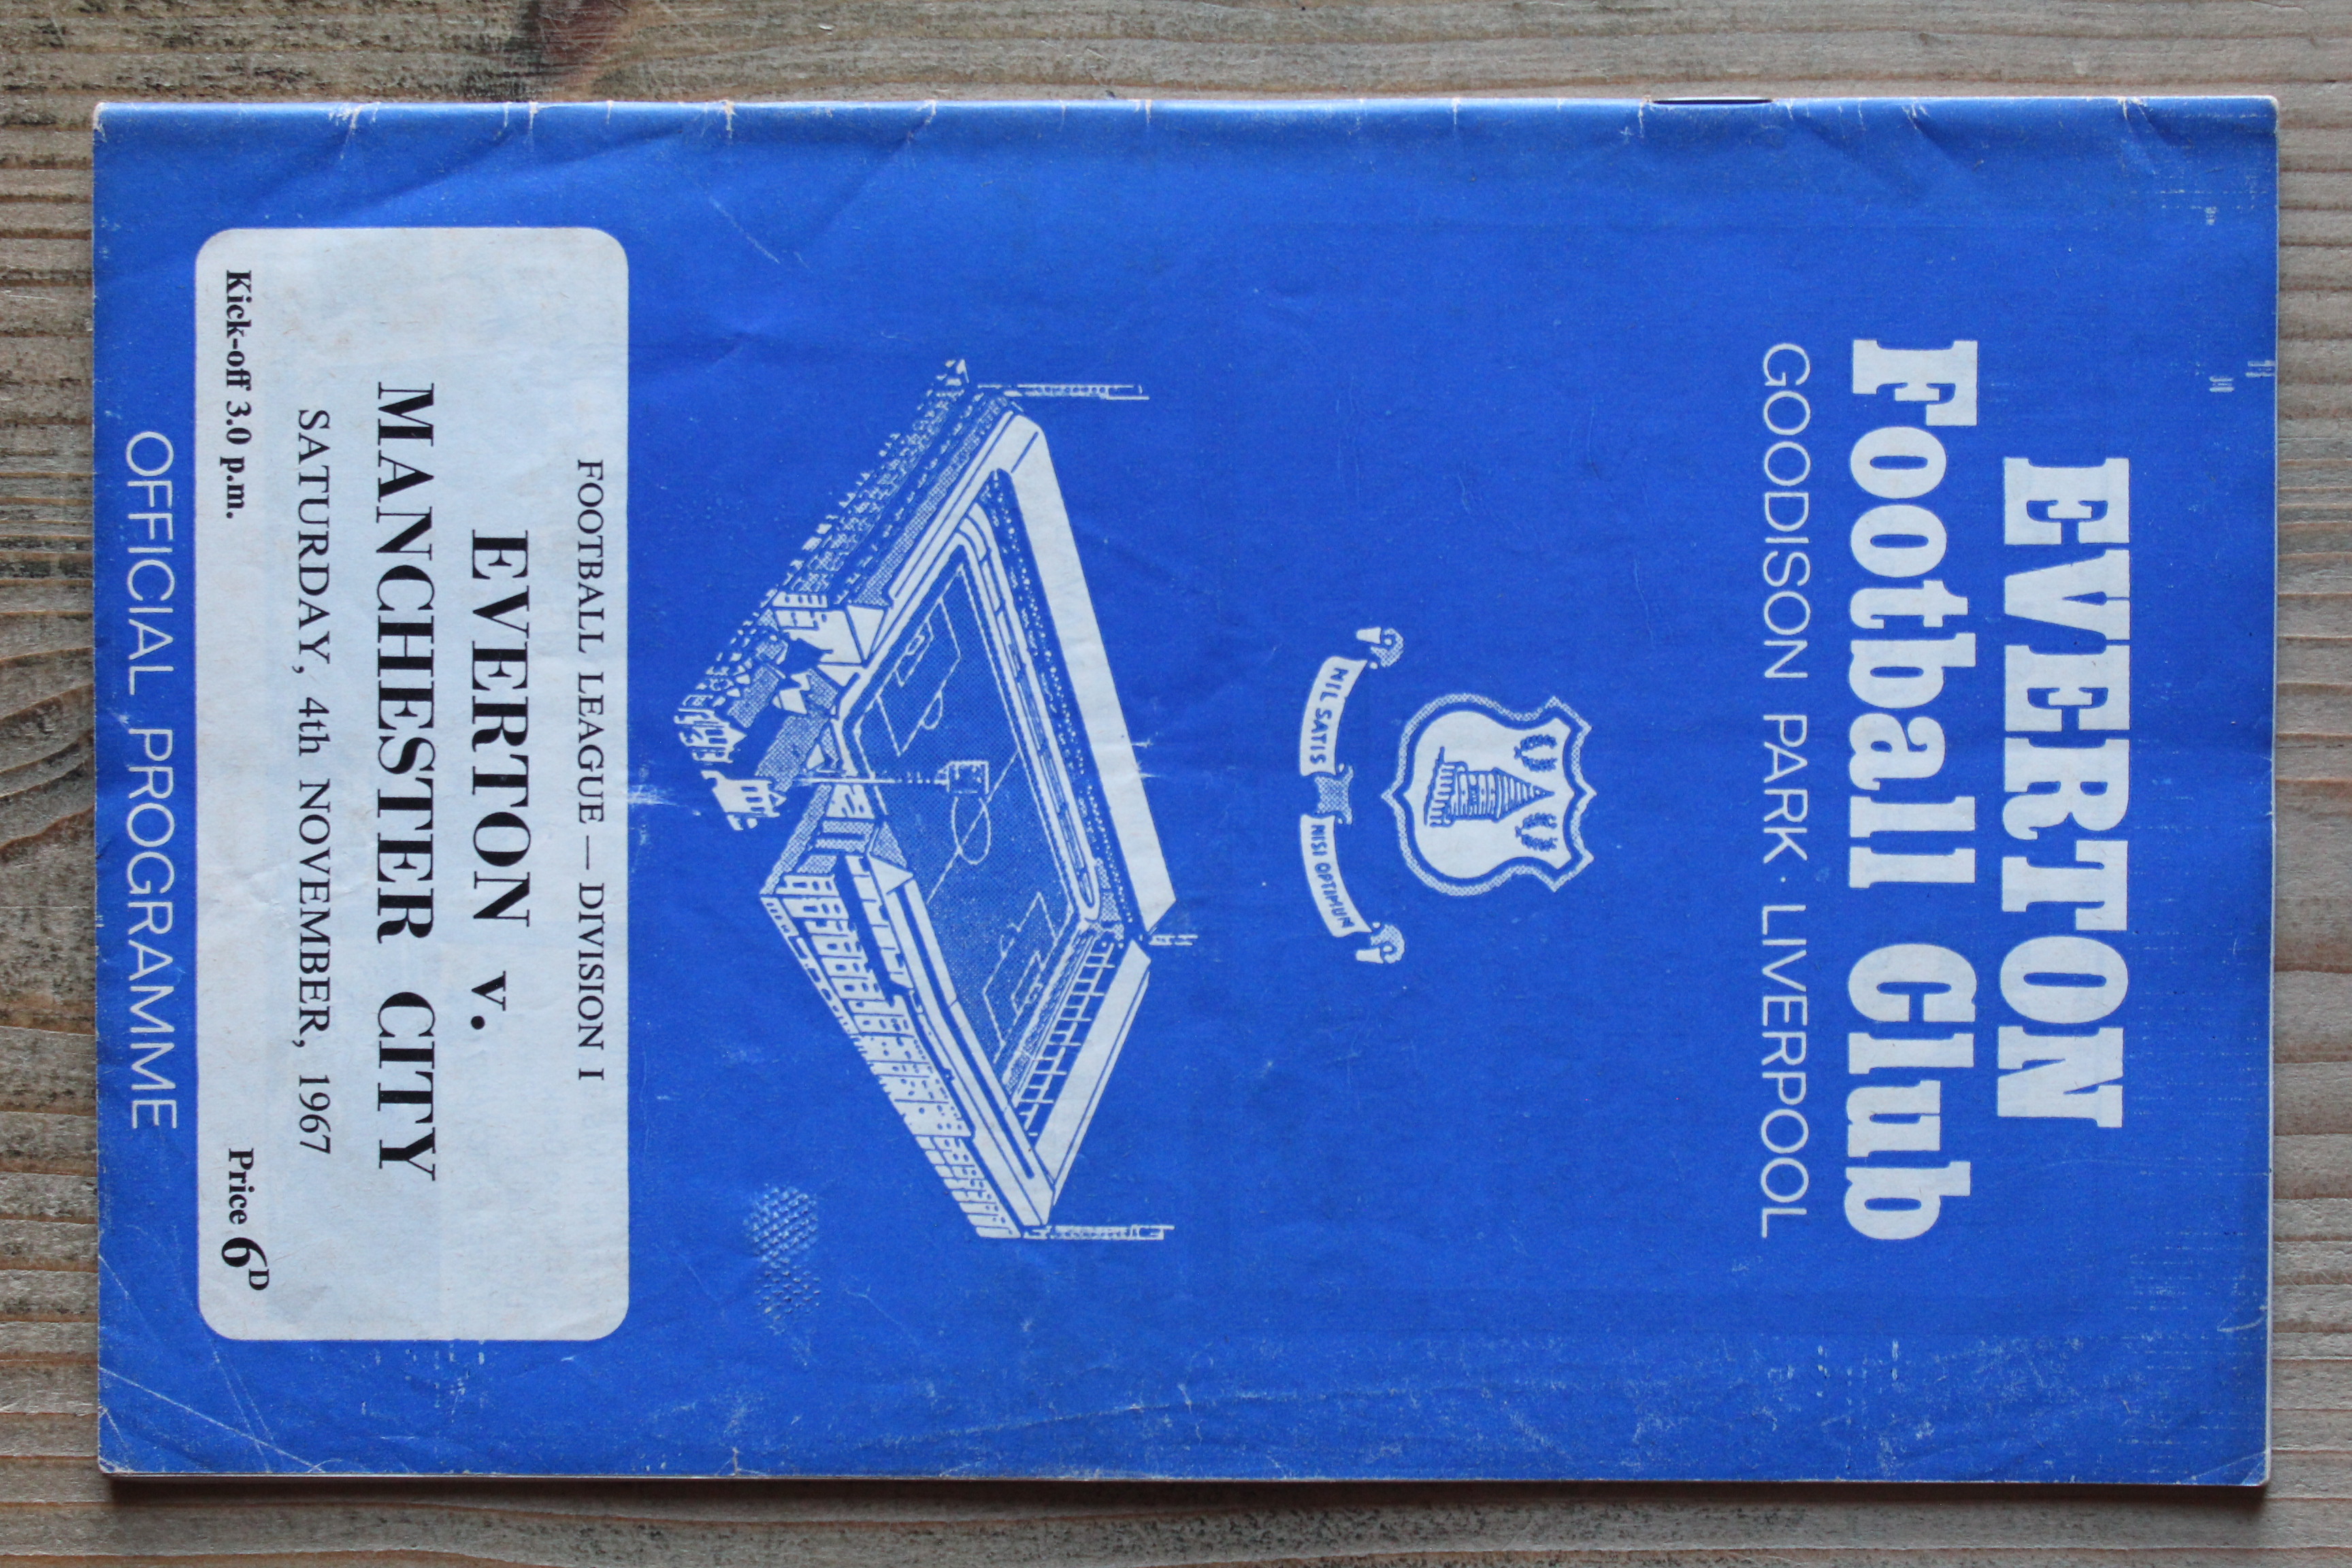 EVERTON
Football Club
GOODISON PARK · LIVERPOOL
NIL SATIS NISI OPTIMUM
FOOTBALL LEAGUE — DIVISION I
EVERTON v.
MANCHESTER CITY
SATURDAY, 4th NOVEMBER, 1967
Kick-off 3.0 p.m. Price 6D
OFFICIAL PROGRAMME